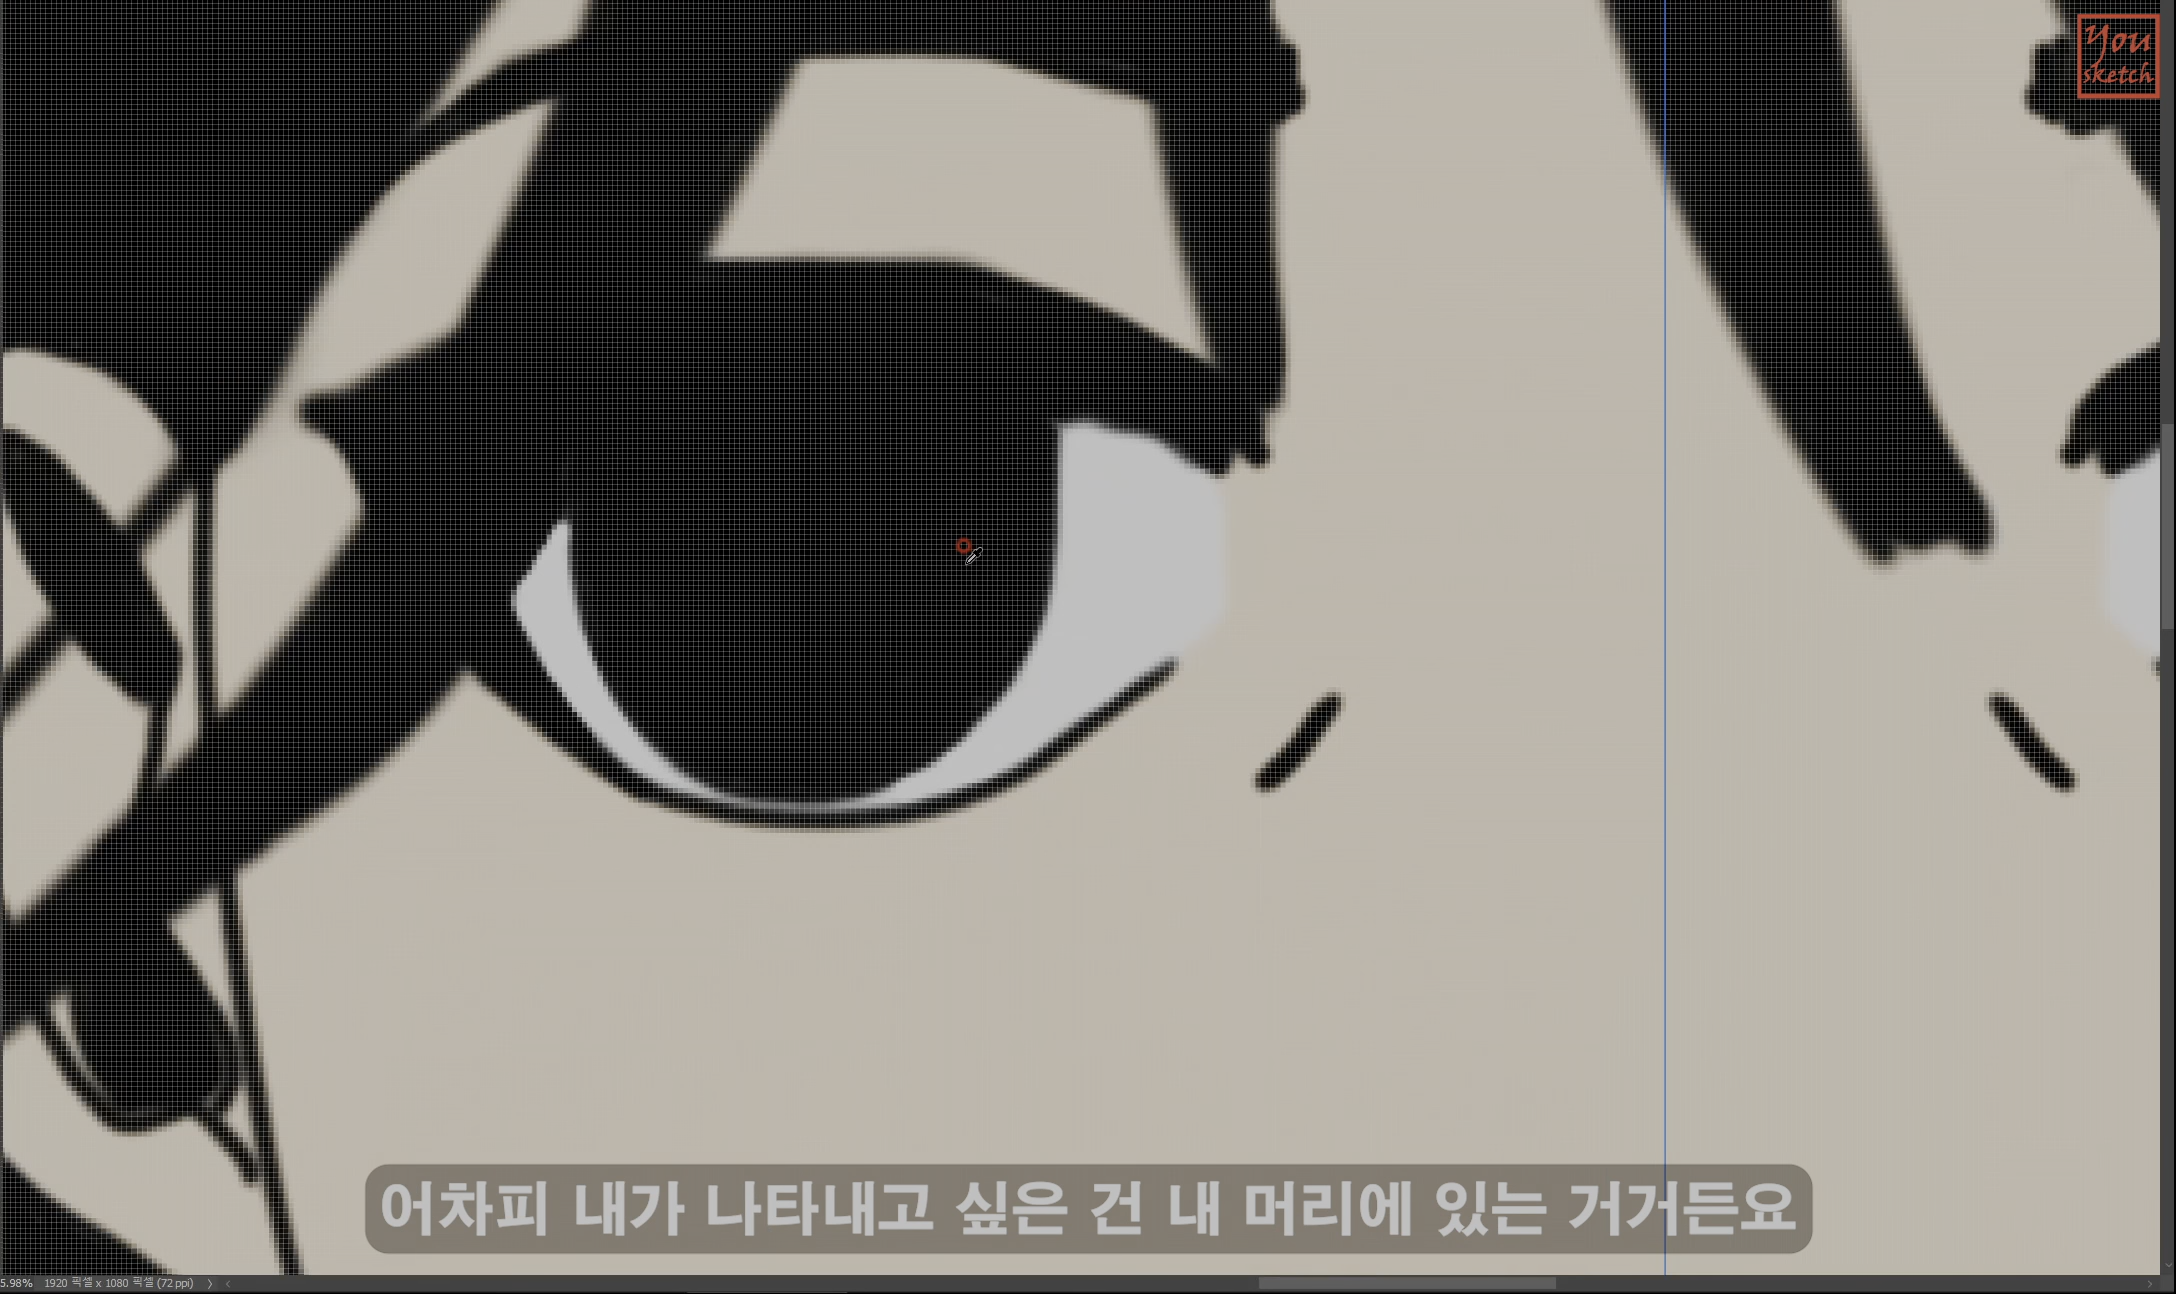 You
sketch
어차피 내가 나타내고 싶은 건 내 머리에 있는 거거든요
5.98% 1920 픽셀 x 1080 픽셀 (72 ppi)